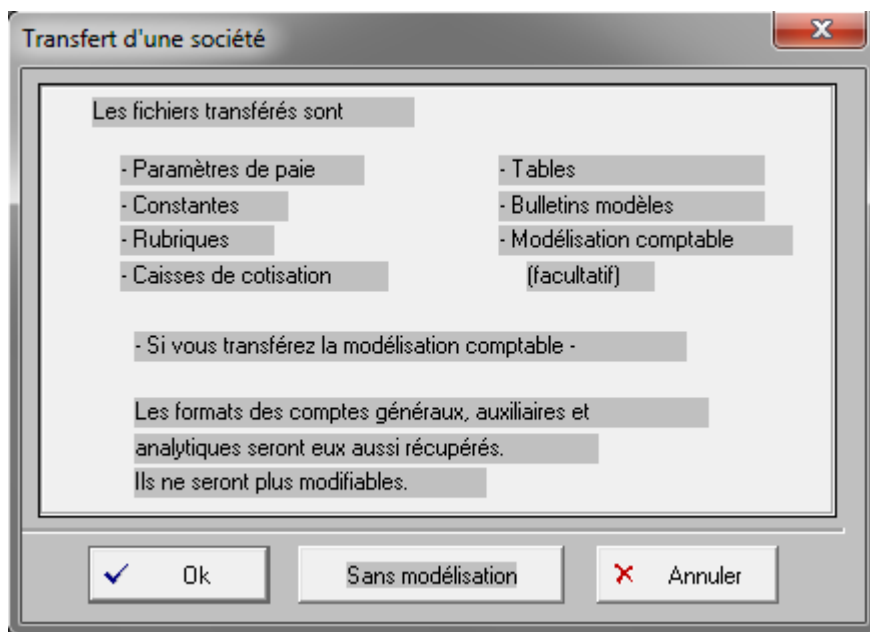 Transfert d'une société
Les fichiers transférés sont
- Paramètres de paie
- Constantes
- Rubriques
- Caisses de cotisation
- Tables
- Bulletins modèles
- Modélisation comptable
(facultatif)
- Si vous transférez la modélisation comptable -
Les formats des comptes généraux, auxiliaires et
analytiques seront eux aussi récupérés.
Ils ne seront plus modifiables.
Ok
Sans modélisation
Annuler